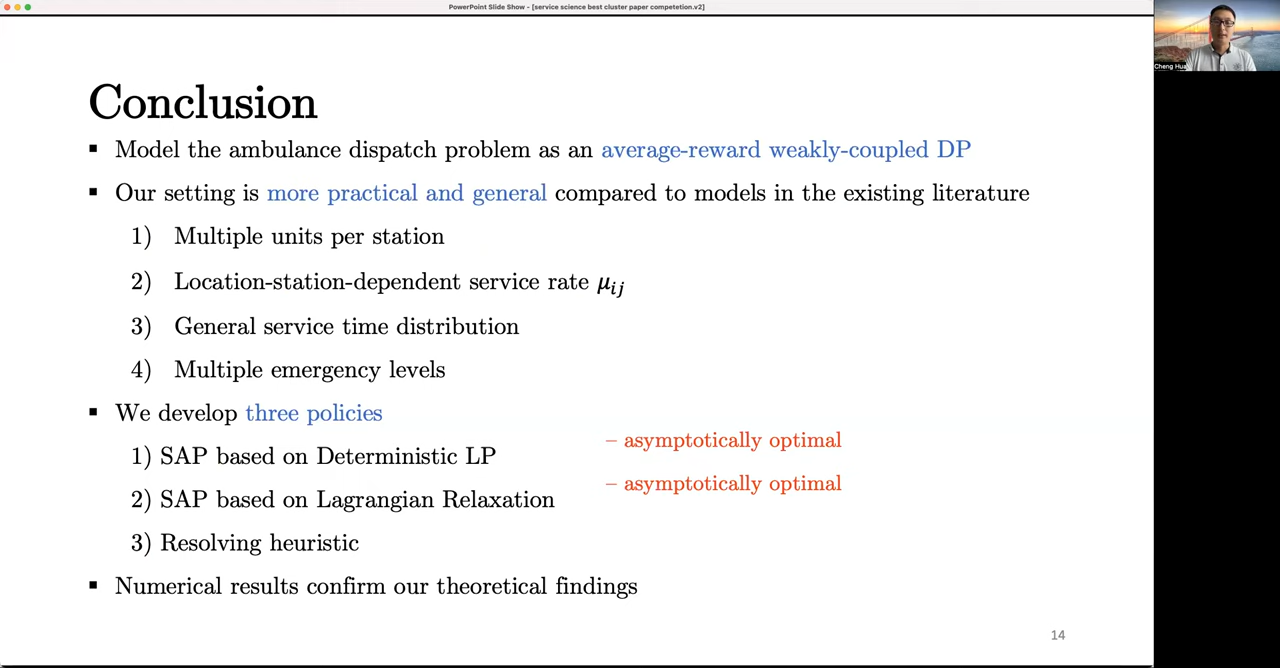 PowerPoint Slide Show - [service science best cluster paper competetion.v2]
Cheng Hua
Conclusion
▪ Model the ambulance dispatch problem as an average-reward weakly-coupled DP
▪ Our setting is more practical and general compared to models in the existing literature
1) Multiple units per station
2) Location-station-dependent service rate μ_ij
3) General service time distribution
4) Multiple emergency levels
▪ We develop three policies
1) SAP based on Deterministic LP – asymptotically optimal
2) SAP based on Lagrangian Relaxation – asymptotically optimal
3) Resolving heuristic
▪ Numerical results confirm our theoretical findings
14